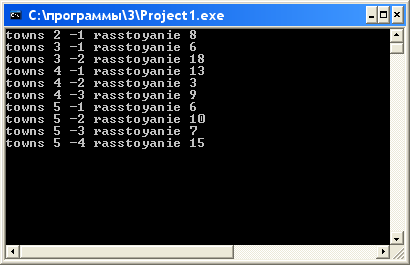 C:\программы\3\Project1.exe
towns 2 -1 rasstoyanie 8
towns 3 -1 rasstoyanie 6
towns 3 -2 rasstoyanie 18
towns 4 -1 rasstoyanie 13
towns 4 -2 rasstoyanie 3
towns 4 -3 rasstoyanie 9
towns 5 -1 rasstoyanie 6
towns 5 -2 rasstoyanie 10
towns 5 -3 rasstoyanie 7
towns 5 -4 rasstoyanie 15